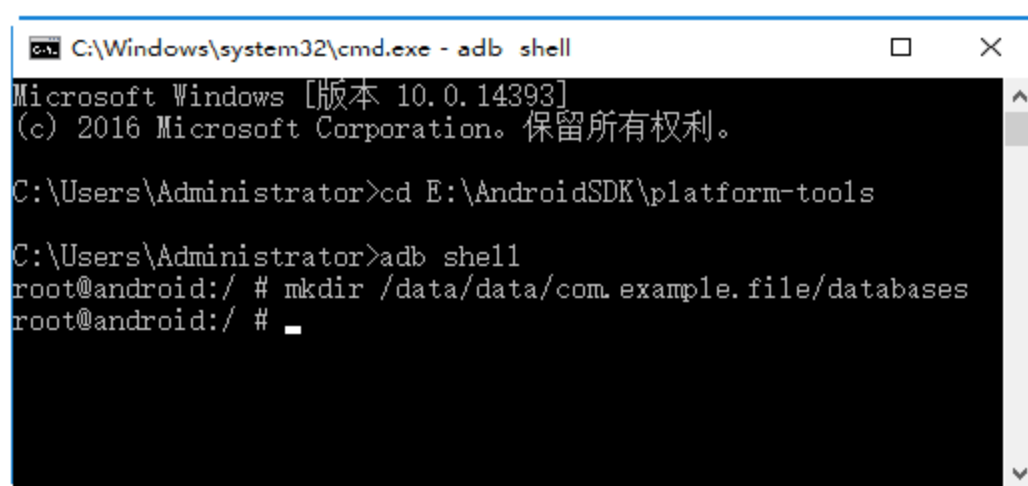 C:\Windows\system32\cmd.exe - adb  shell
Microsoft Windows [版本 10.0.14393]
(c) 2016 Microsoft Corporation。保留所有权利。
C:\Users\Administrator>cd E:\AndroidSDK\platform-tools
C:\Users\Administrator>adb shell
root@android:/ # mkdir /data/data/com.example.file/databases
root@android:/ #